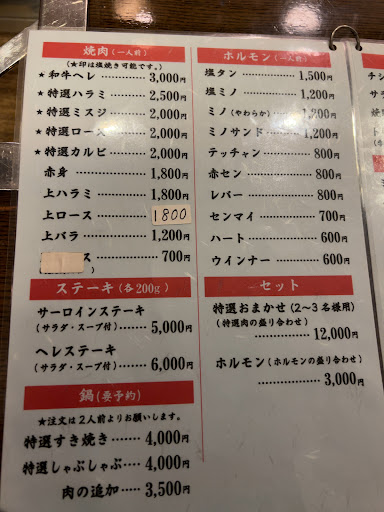 焼肉(一人前)
(★印は塩焼き可能です。)
★和牛ヘレ………3,000円
★特選ハラミ……2,500円
★特選ミスジ……2,000円
★特選ロース……2,000円
★特選カルビ……2,000円
赤身……………1,800円
上ハラミ………1,800円
上ロース………1800
上バラ…………1,200円
ス………700円
ステーキ(各200g)
サーロインステーキ
(サラダ・スープ付)……5,000円
ヘレステーキ
(サラダ・スープ付)……6,000円
鍋(要予約)
★注文は2人前よりお願いします。
特選すき焼き……4,000円
特選しゃぶしゃぶ……4,000円
肉の追加……3,500円
ホルモン(一人前)
塩タン……………1,500円
塩ミノ……………1,200円
ミノ(やわらか)……1,200円
ミノサンド………1,200円
テッチャン………800円
赤セン……………800円
レバー……………800円
センマイ…………700円
ハート……………600円
ウインナー………600円
セット
特選おまかせ(2〜3名様用)
(特選肉の盛り合わせ)
………12,000円
ホルモン(ホルモンの盛り合わせ)
………3,000円